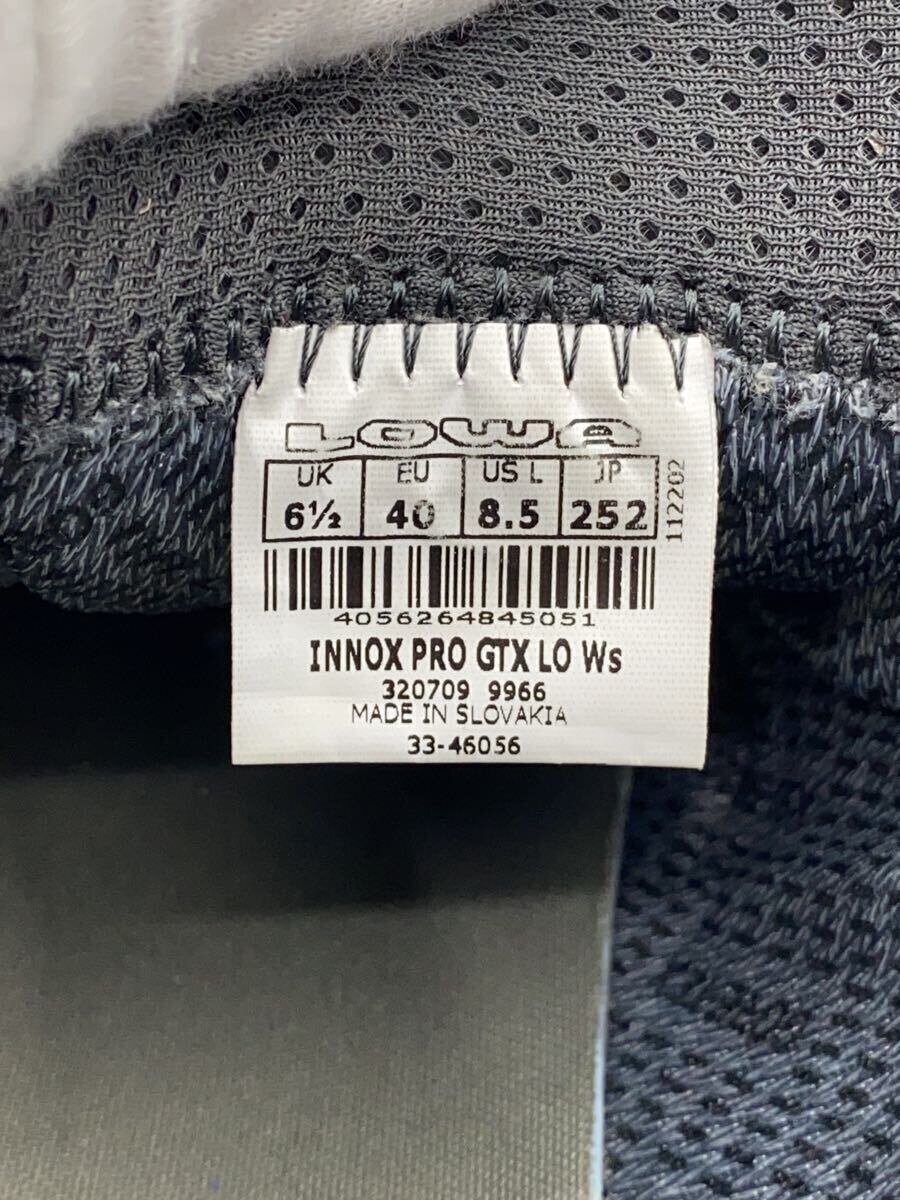 LOWA
UK EU US L JP
6½ 40 8.5 252
112202
4056264845051
INNOX PRO GTX LO Ws
320709 9966
MADE IN SLOVAKIA
33-46056